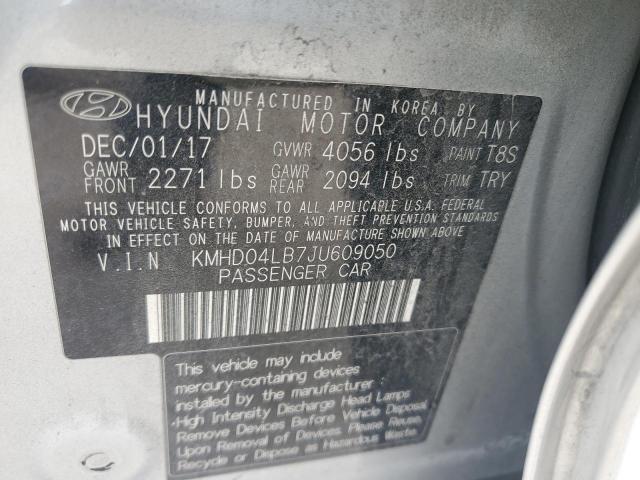 MANUFACTURED IN KOREA BY
HYUNDAI MOTOR COMPANY
DEC/01/17 GVWR 4056 lbs PAINT T8S
GAWR FRONT 2271 lbs GAWR REAR 2094 lbs TRIM TRY
THIS VEHICLE CONFORMS TO ALL APPLICABLE U.S.A. FEDERAL
MOTOR VEHICLE SAFETY, BUMPER, AND THEFT PREVENTION STANDARDS
IN EFFECT ON THE DATE OF MANUFACTURE SHOWN ABOVE.
V.I.N KMHD04LB7JU609050
PASSENGER CAR
This vehicle may include
mercury-containing devices
installed by the manufacturer :
·High Intensity Discharge Head Lamps
Remove Devices Before Vehicle Disposal.
Upon Removal of Devices, Please Reuse,
Recycle or Dispose as Hazardous Waste.